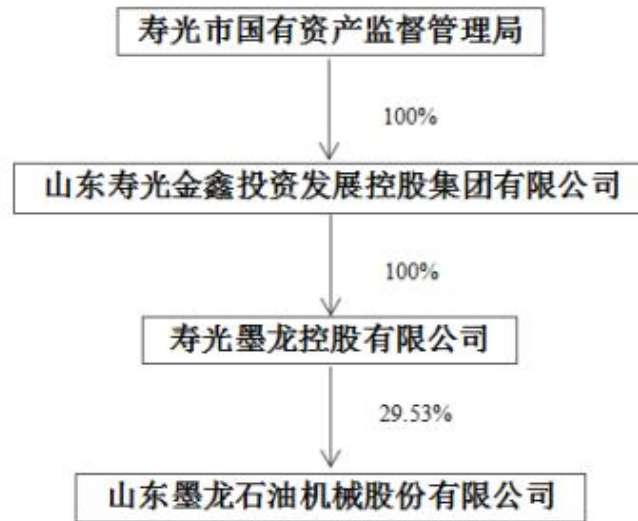 寿光市国有资产监督管理局
100%
山东寿光金鑫投资发展控股集团有限公司
100%
寿光墨龙控股有限公司
29.53%
山东墨龙石油机械股份有限公司